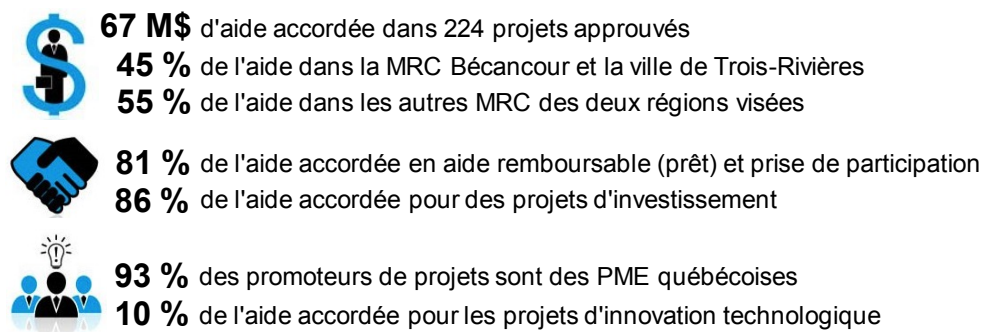 67 M$ d'aide accordée dans 224 projets approuvés
45 % de l'aide dans la MRC Bécancour et la ville de Trois-Rivières
55 % de l'aide dans les autres MRC des deux régions visées
81 % de l'aide accordée en aide remboursable (prêt) et prise de participation
86 % de l'aide accordée pour des projets d'investissement
93 % des promoteurs de projets sont des PME québécoises
10 % de l'aide accordée pour les projets d'innovation technologique